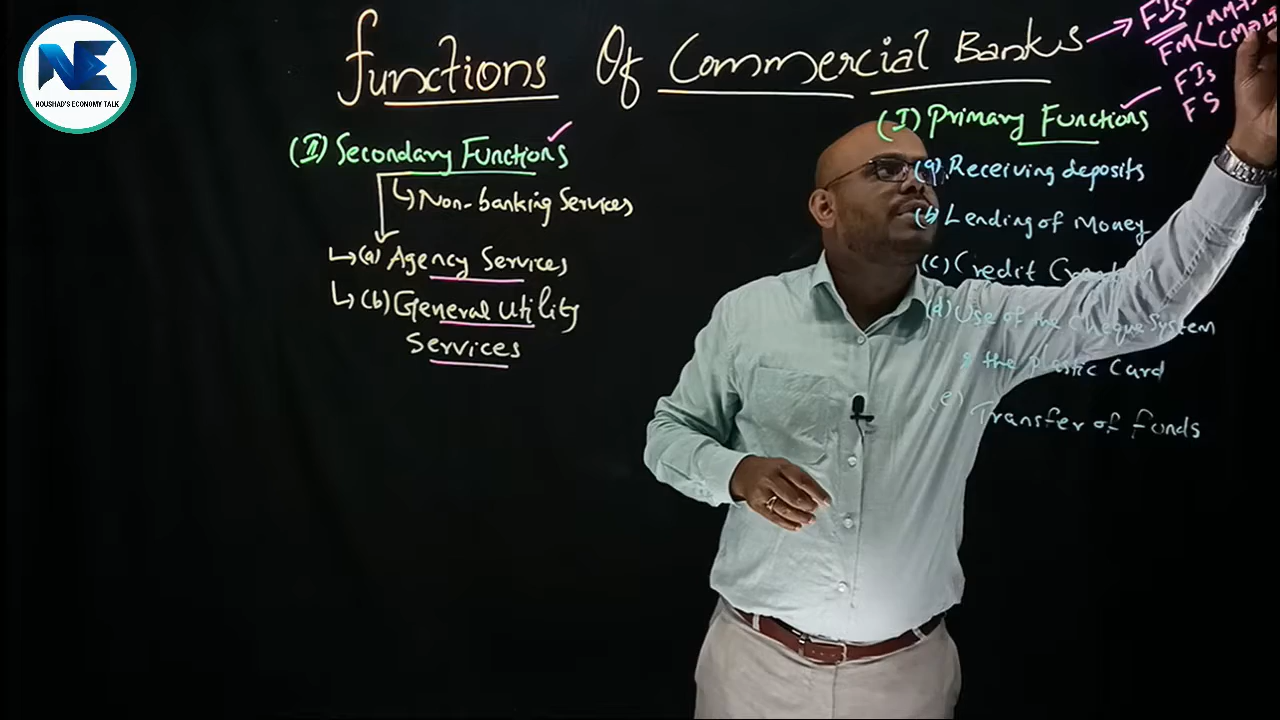 NE
NOUSHAD'S ECONOMY TALK
Functions Of Commercial Banks
FIS
FM
FIs
FS
(I) Primary Functions
(a) Receiving deposits
(b) Lending of Money
(c) Credit
(d) Use of the Cheque System
& the Plastic Card
(e) Transfer of funds
(II) Secondary Functions
Non-banking Services
(a) Agency Services
(b) General Utility
Services